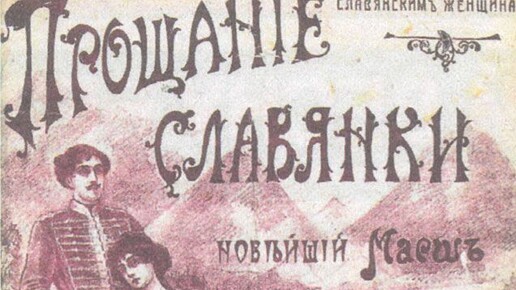 СЛАВЯНСКИМЪ ЖЕНЩИНА
ПРОЩАНІЕ
СЛАВЯНКИ
НОВѢЙШІЙ Маршъ